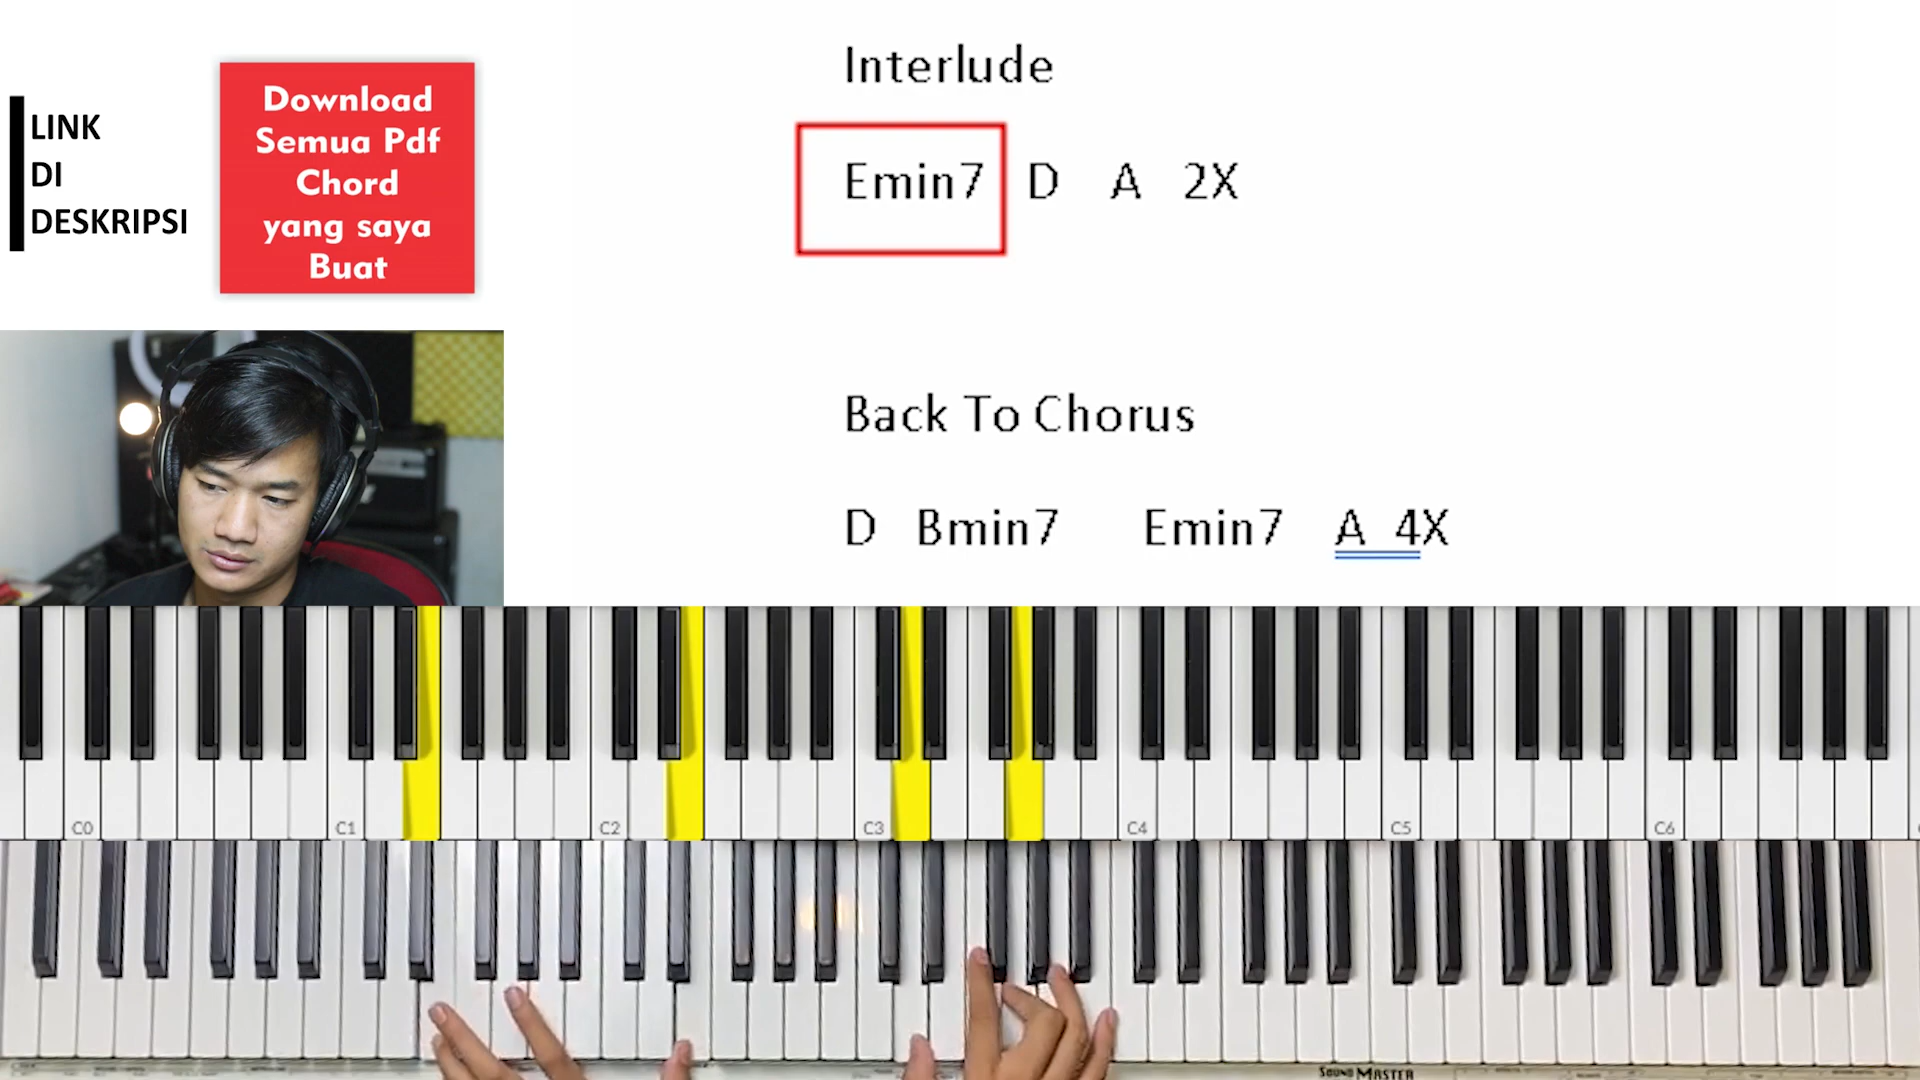 LINK
DI
DESKRIPSI
Download
Semua Pdf
Chord
yang saya
Buat
Interlude
Emin7 D A 2X
Back To Chorus
D Bmin7 Emin7 A 4X
C0 C1 C2 C3 C4 C5 C6
SOUND MASTER